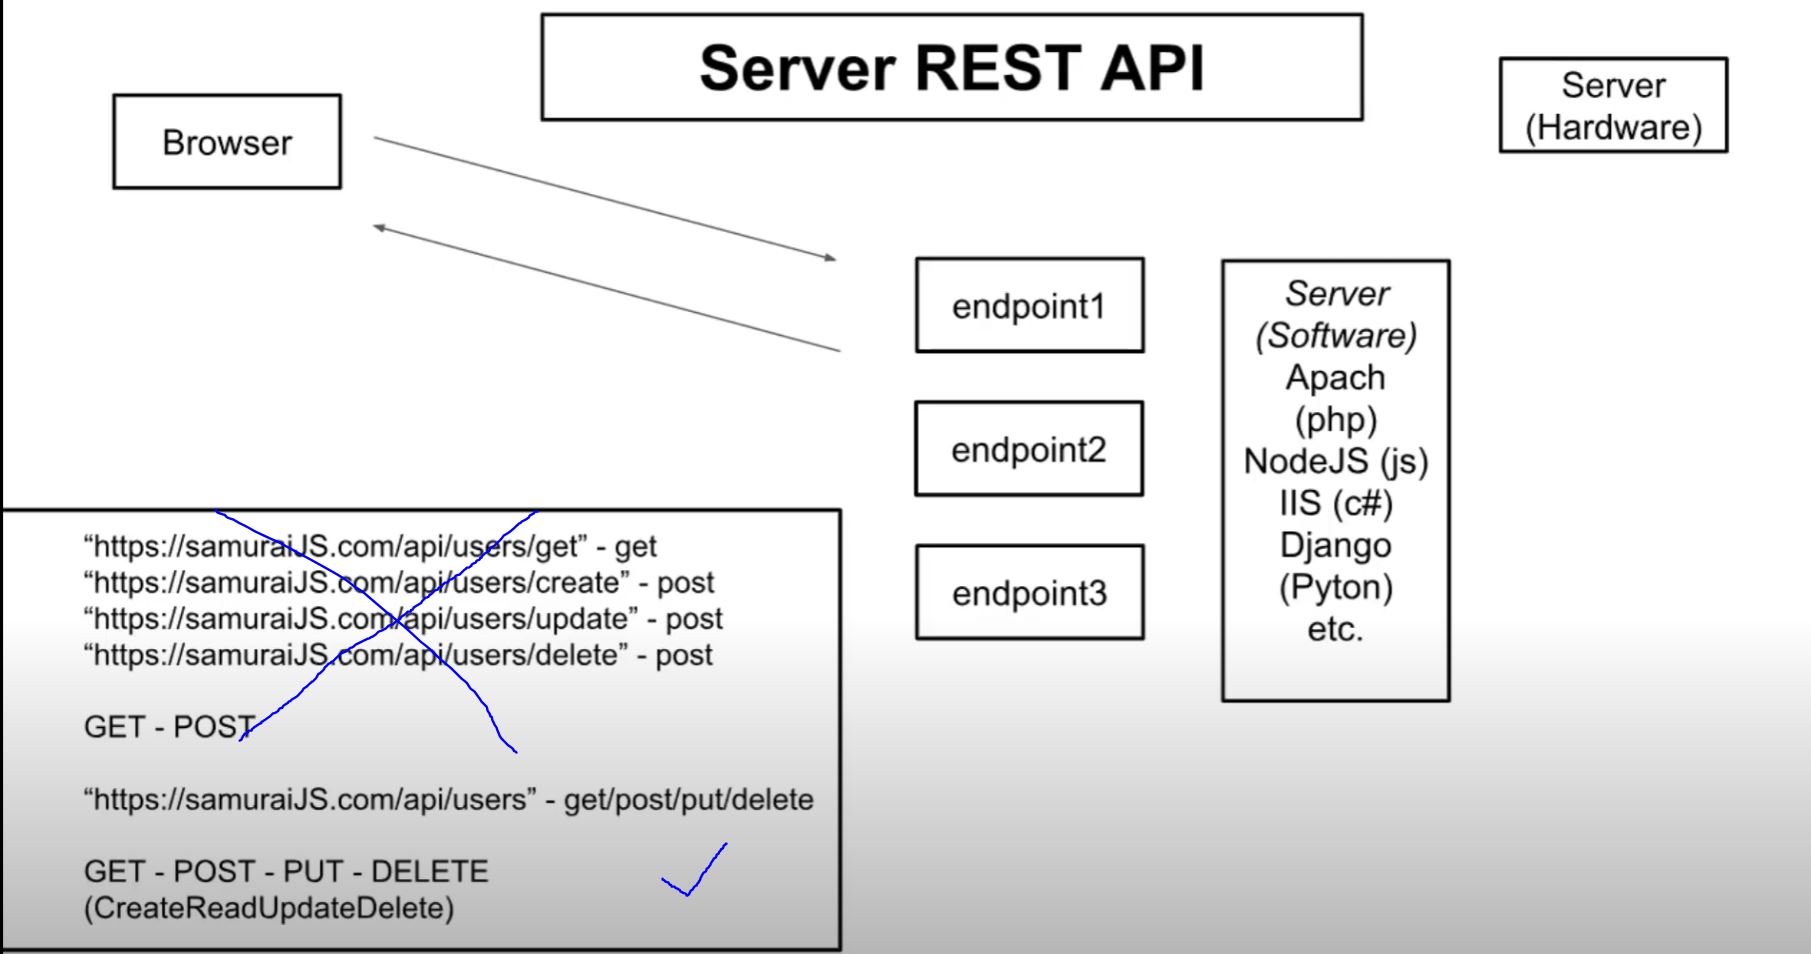 Server REST API
Browser
Server
(Hardware)
endpoint1
endpoint2
endpoint3
Server
(Software)
Apach
(php)
NodeJS (js)
IIS (c#)
Django
(Pyton)
etc.
“https://samuraiJS.com/api/users/get” - get
“https://samuraiJS.com/api/users/create” - post
“https://samuraiJS.com/api/users/update” - post
“https://samuraiJS.com/api/users/delete” - post
GET - POST
“https://samuraiJS.com/api/users” - get/post/put/delete
GET - POST - PUT - DELETE
(CreateReadUpdateDelete)